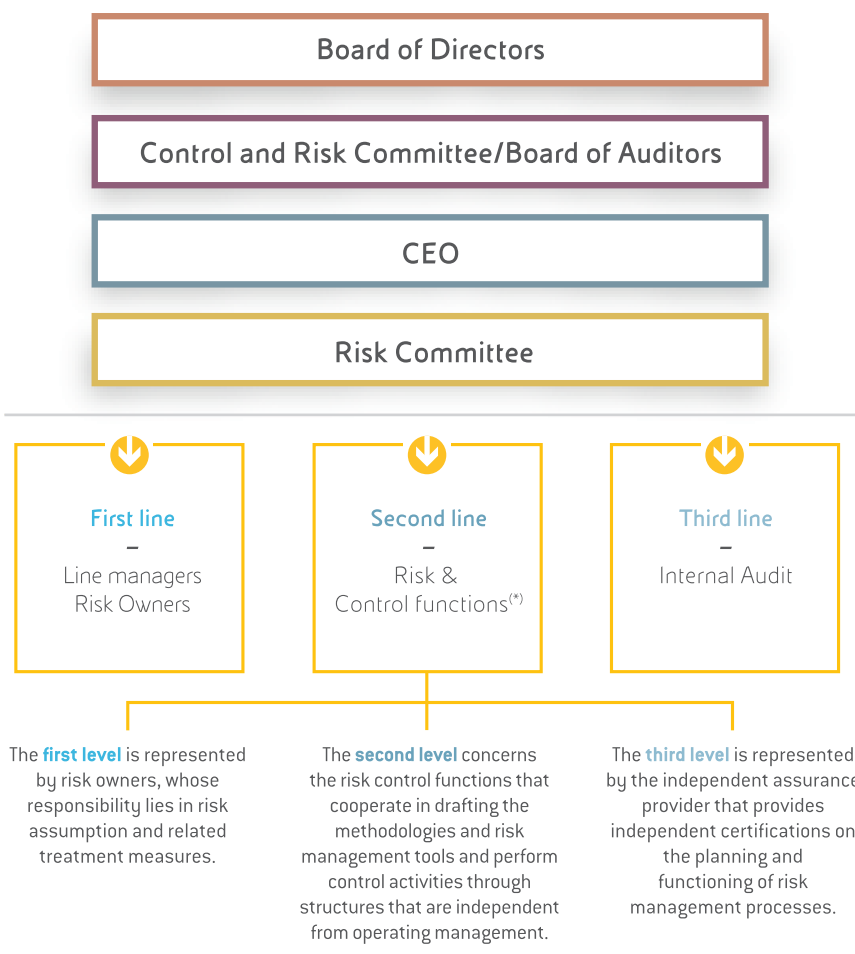 Board of Directors
Control and Risk Committee/Board of Auditors
CEO
Risk Committee
First line
–
Line managers
Risk Owners
Second line
–
Risk &
Control functions(*)
Third line
–
Internal Audit
The first level is represented
by risk owners, whose
responsibility lies in risk
assumption and related
treatment measures.
The second level concerns
the risk control functions that
cooperate in drafting the
methodologies and risk
management tools and perform
control activities through
structures that are independent
from operating management.
The third level is represented
by the independent assurance
provider that provides
independent certifications on
the planning and
functioning of risk
management processes.